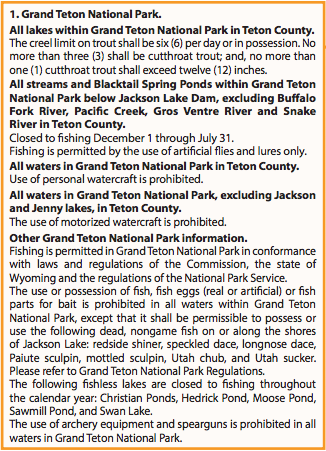 1. Grand Teton National Park.
All lakes within Grand Teton National Park in Teton County.
The creel limit on trout shall be six (6) per day or in possession. No
more than three (3) shall be cutthroat trout; and, no more than
one (1) cutthroat trout shall exceed twelve (12) inches.
All streams and Blacktail Spring Ponds within Grand Teton
National Park below Jackson Lake Dam, excluding Buffalo
Fork River, Pacific Creek, Gros Ventre River and Snake
River in Teton County.
Closed to fishing December 1 through July 31.
Fishing is permitted by the use of artificial flies and lures only.
All waters in Grand Teton National Park in Teton County.
Use of personal watercraft is prohibited.
All waters in Grand Teton National Park, excluding Jackson
and Jenny lakes, in Teton County.
The use of motorized watercraft is prohibited.
Other Grand Teton National Park information.
Fishing is permitted in Grand Teton National Park in conformance
with laws and regulations of the Commission, the state of
Wyoming and the regulations of the National Park Service.
The use or possession of fish, fish eggs (real or artificial) or fish
parts for bait is prohibited in all waters within Grand Teton
National Park, except that it shall be permissible to possess or
use the following dead, nongame fish on or along the shores
of Jackson Lake: redside shiner, speckled dace, longnose dace,
Paiute sculpin, mottled sculpin, Utah chub, and Utah sucker.
Please refer to Grand Teton National Park Regulations.
The following fishless lakes are closed to fishing throughout
the calendar year: Christian Ponds, Hedrick Pond, Moose Pond,
Sawmill Pond, and Swan Lake.
The use of archery equipment and spearguns is prohibited in all
waters in Grand Teton National Park.